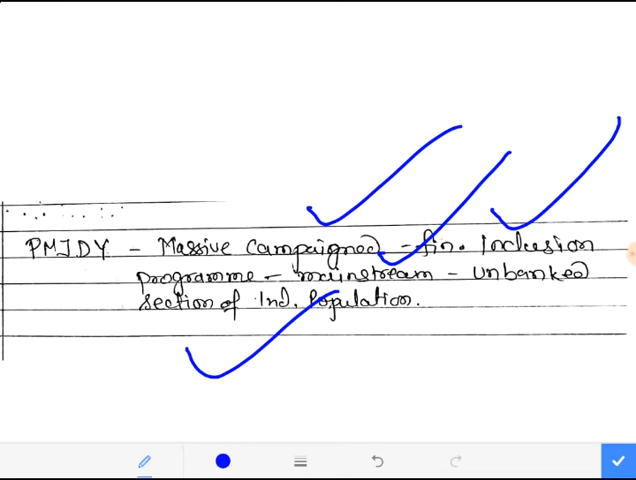 PMJDY - Massive Campaigned - fin. Inclusion
programme - mainstream - unbanked
section of Ind. Population.